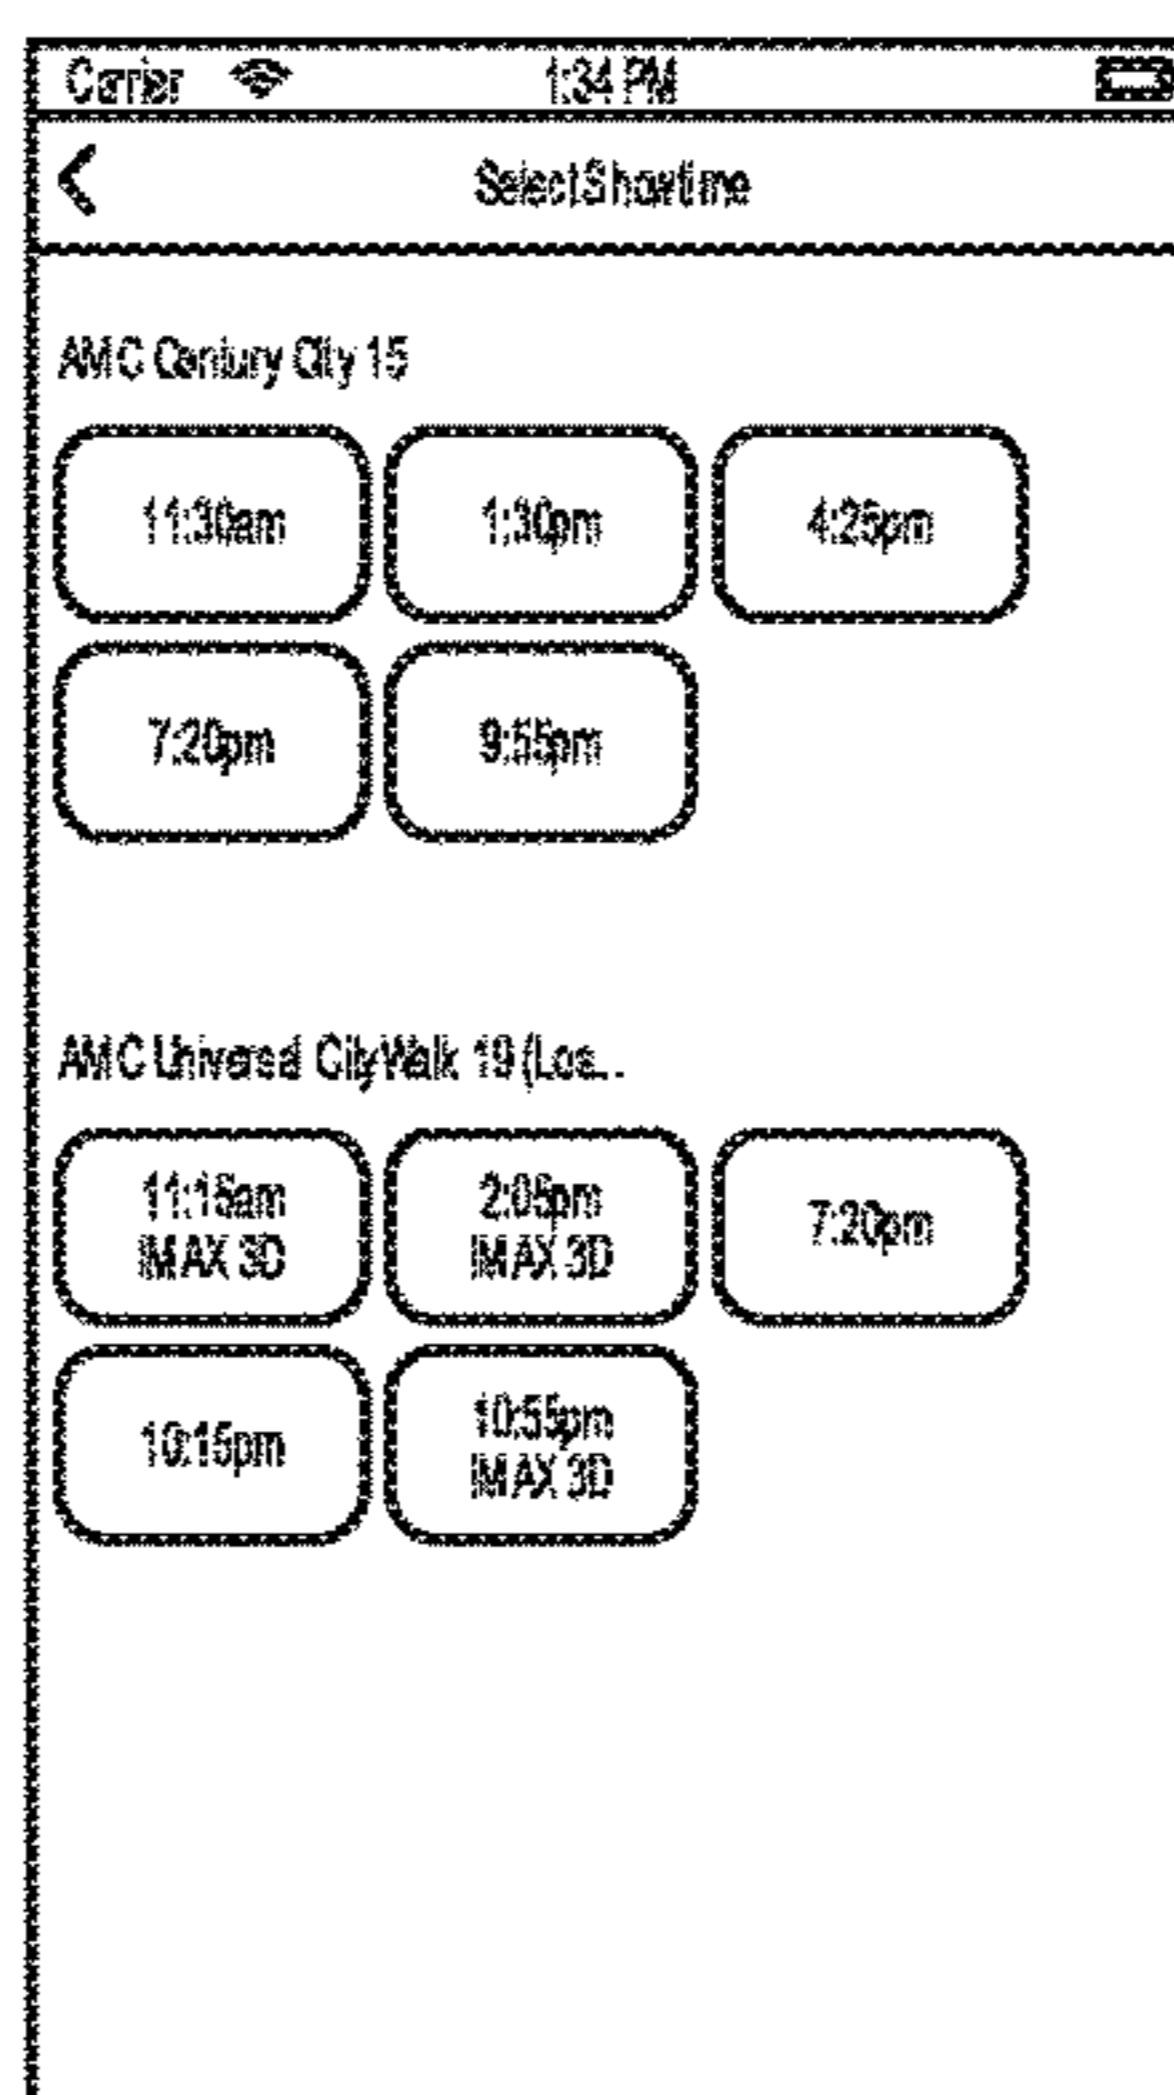 Carrier 1:34 PM
Select Showtime
AMC Century City 15
11:30am 1:30pm 4:25pm
7:20pm 9:55pm
AMC Universal CityWalk 19 (Los...
11:15am 2:05pm 7:20pm
IMAX 3D IMAX 3D
10:15pm 10:55pm
IMAX 3D